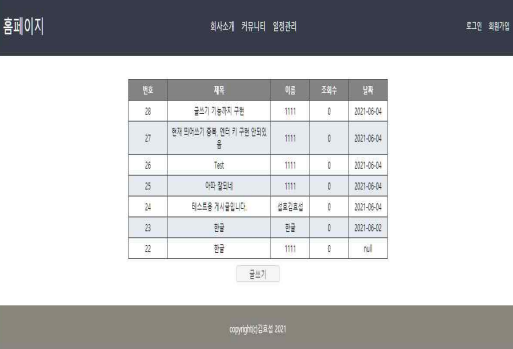 홈페이지
회사소개 커뮤니티 일정관리
로그인 회원가입
번호 제목 이름 조회수 날짜
28 글쓰기 기능까지 구현 1111 0 2021-06-04
27 현재 띄어쓰기 중복, 엔터 키 구현 안되있
음 1111 0 2021-06-04
26 Test 1111 0 2021-06-04
25 아따 잘되네 1111 0 2021-06-04
24 테스트용 게시글입니다. 섭효김효섭 0 2021-06-04
23 한글 한글 0 2021-06-02
22 한글 1111 0 null
글쓰기
copyright(c)김효섭 2021